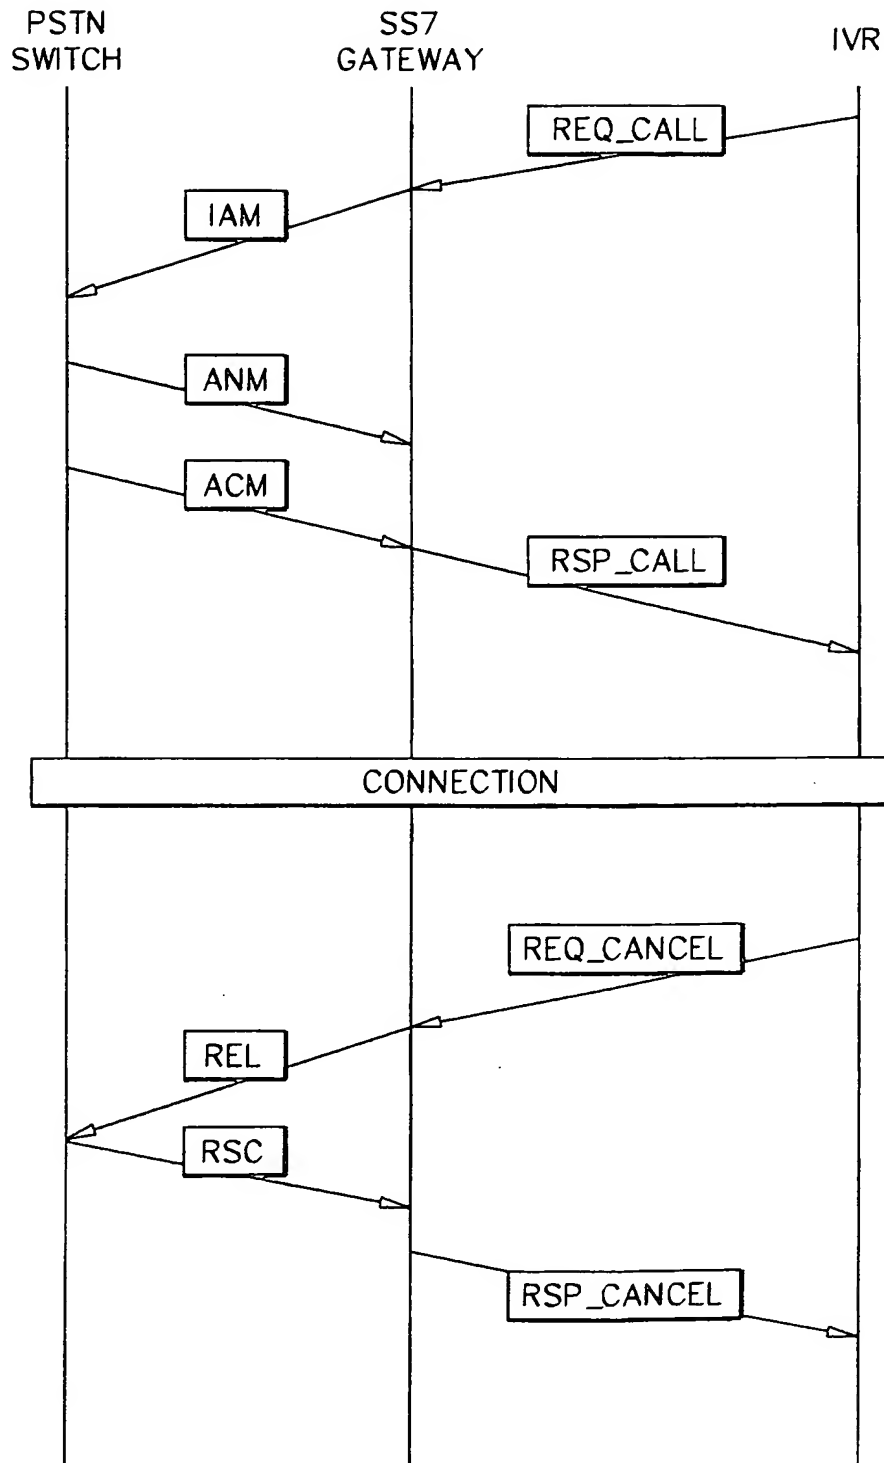 PSTN
SWITCH
SS7
GATEWAY
IVR
REQ_CALL
IAM
ANM
ACM
RSP_CALL
CONNECTION
REQ_CANCEL
REL
RSC
RSP_CANCEL